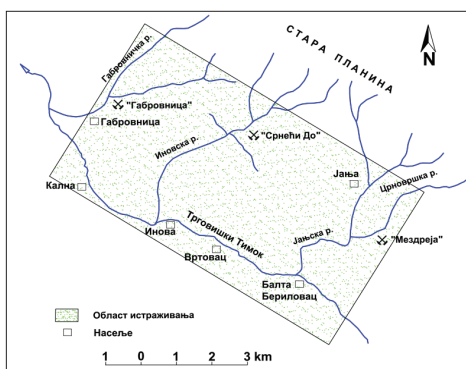 СТАРА ПЛАНИНА
N
Габровничка р.
"Габровница"
Габровница
"Срнећи До"
Иновска р.
Јања
Црновршка р.
Кална
Инова
Трговишки Тимок
Јањска р.
"Мездреја"
Вртовац
Балта
Бериловац
Област истраживања
Насеље
1 0 1 2 3 km